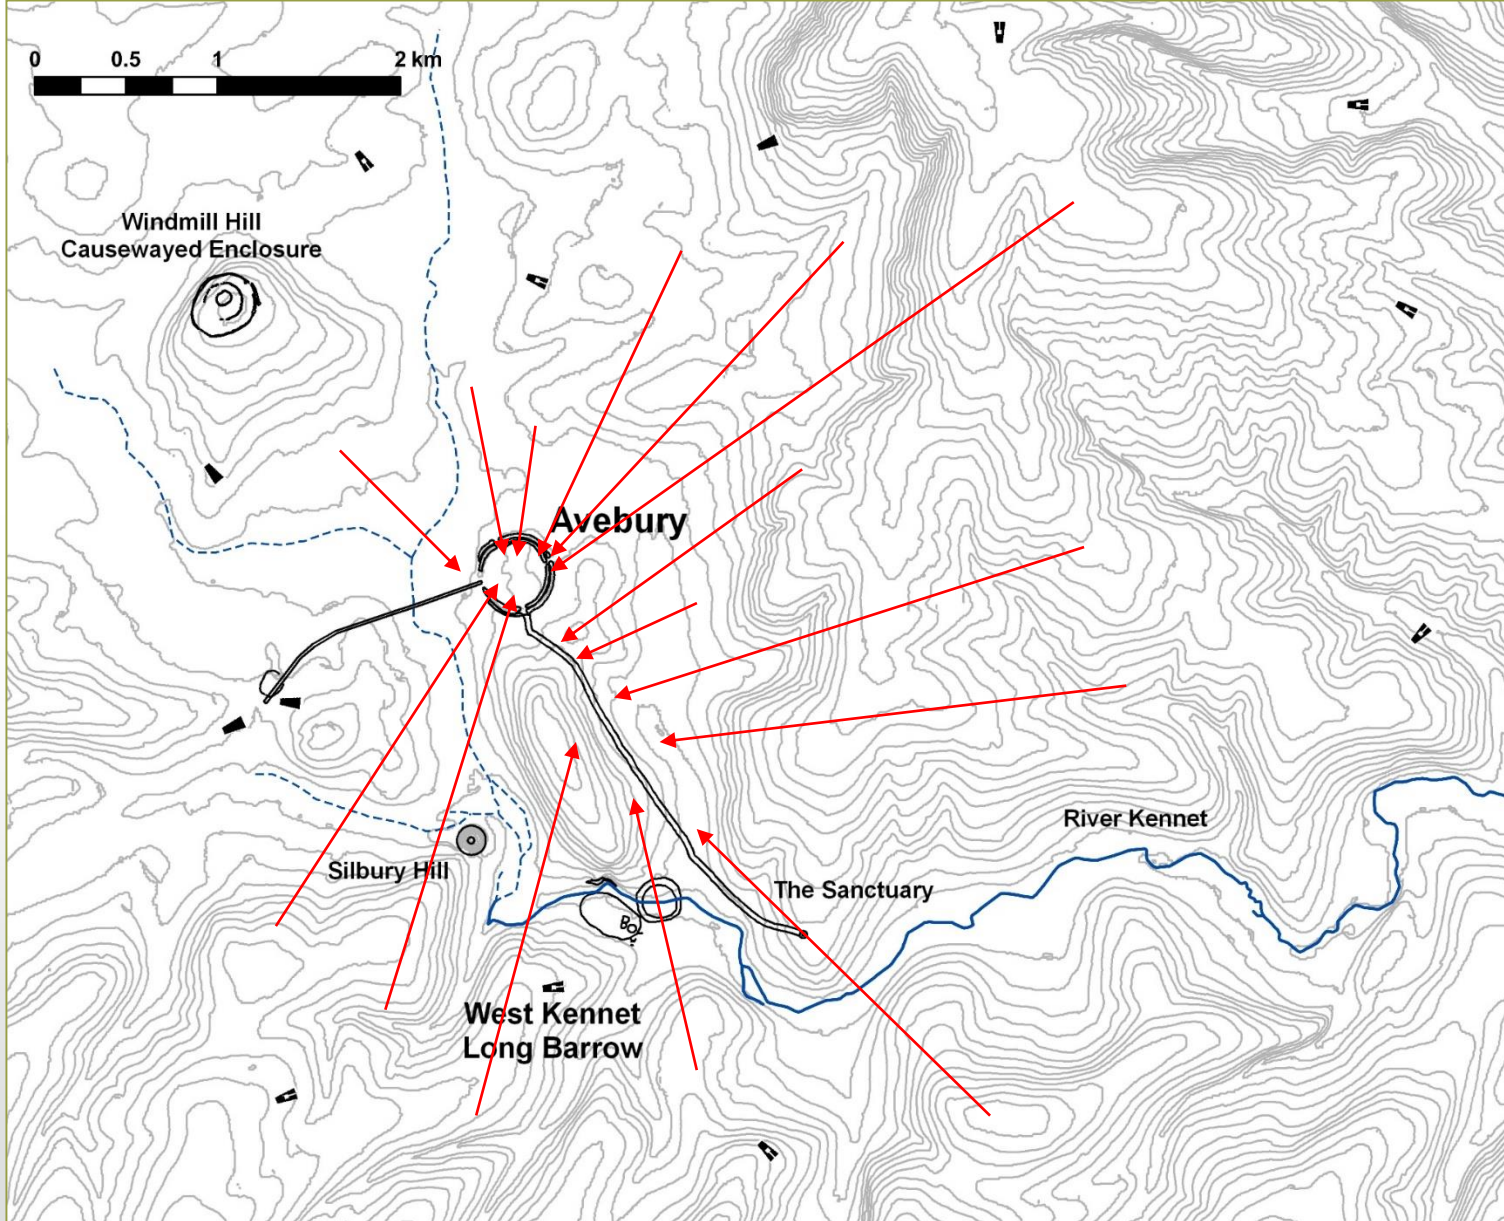 0 0.5 1 2 km
Windmill Hill
Causewayed Enclosure
Avebury
River Kennet
Silbury Hill
The Sanctuary
West Kennet
Long Barrow